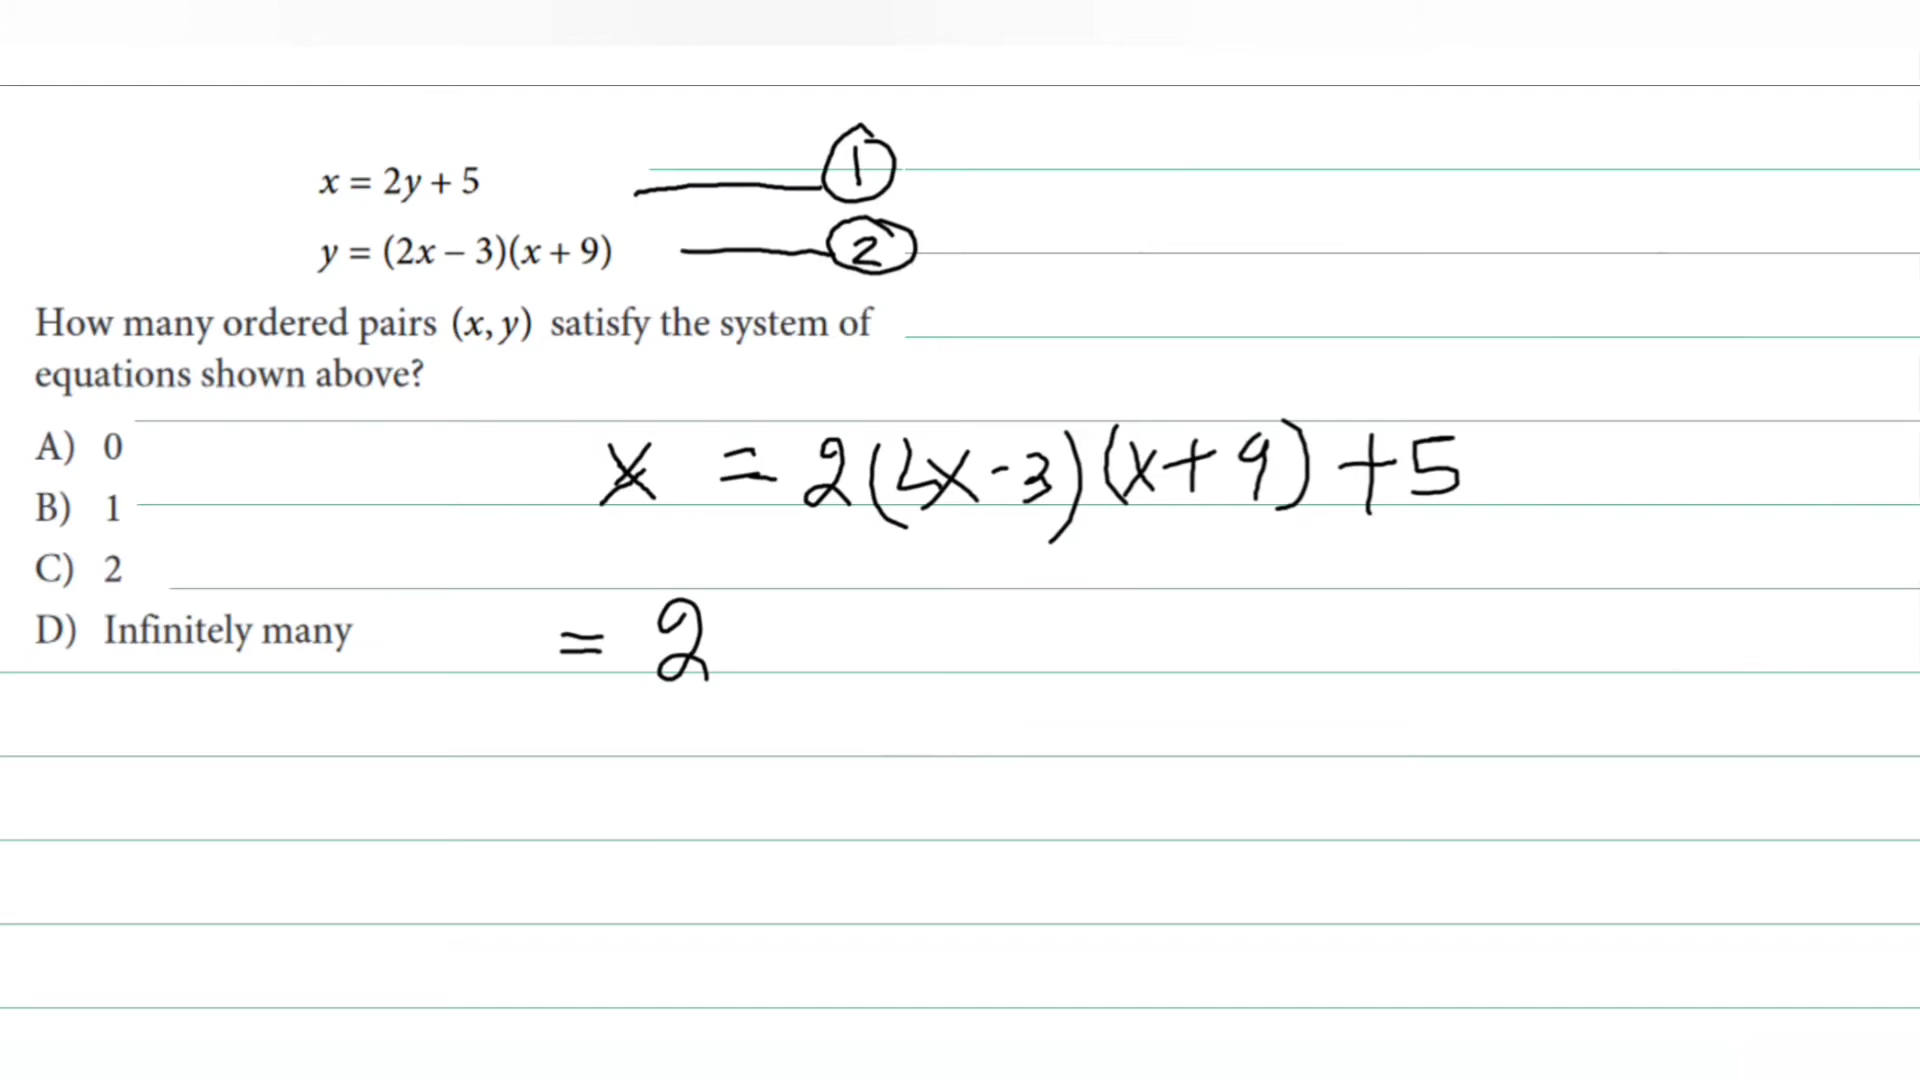 x = 2y + 5 ①
y = (2x − 3)(x + 9) ②
How many ordered pairs (x, y) satisfy the system of
equations shown above?
A) 0
B) 1
C) 2
D) Infinitely many
x = 2(2x-3)(x+9)+5
= 2